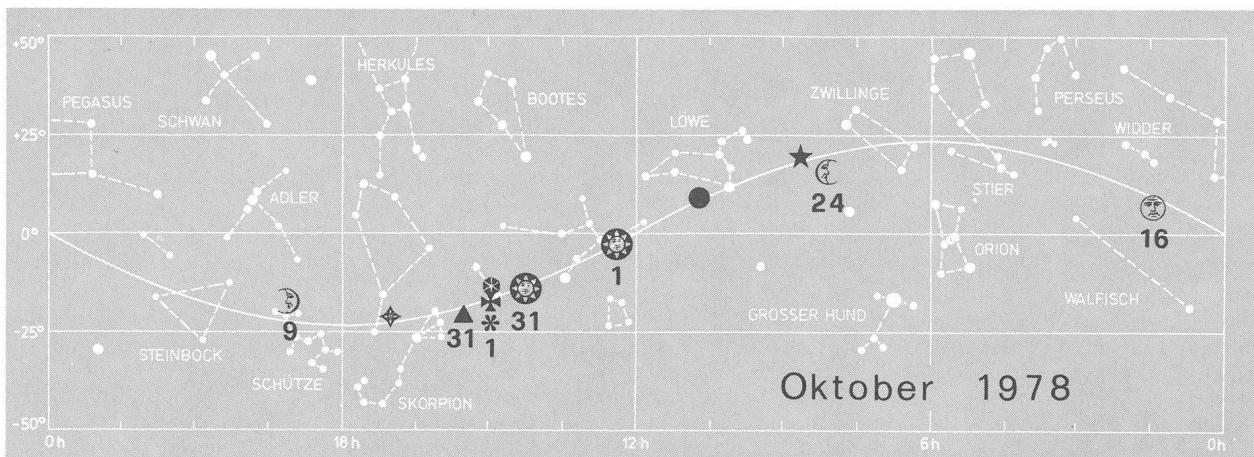 +50°
HERKULES
PEGASUS
SCHWAN
BOOTES
LÖWE
ZWILLINGE
PERSEUS
WIDDER
+25°
ADLER
STIER
24
16
0°
1
ORION
9
31
31
1
GROSSER HUND
WALFISCH
-25°
STEINBOCK
SCHÜTZE
SKORPION
Oktober 1978
-50°
0h 18h 12h 6h 0h